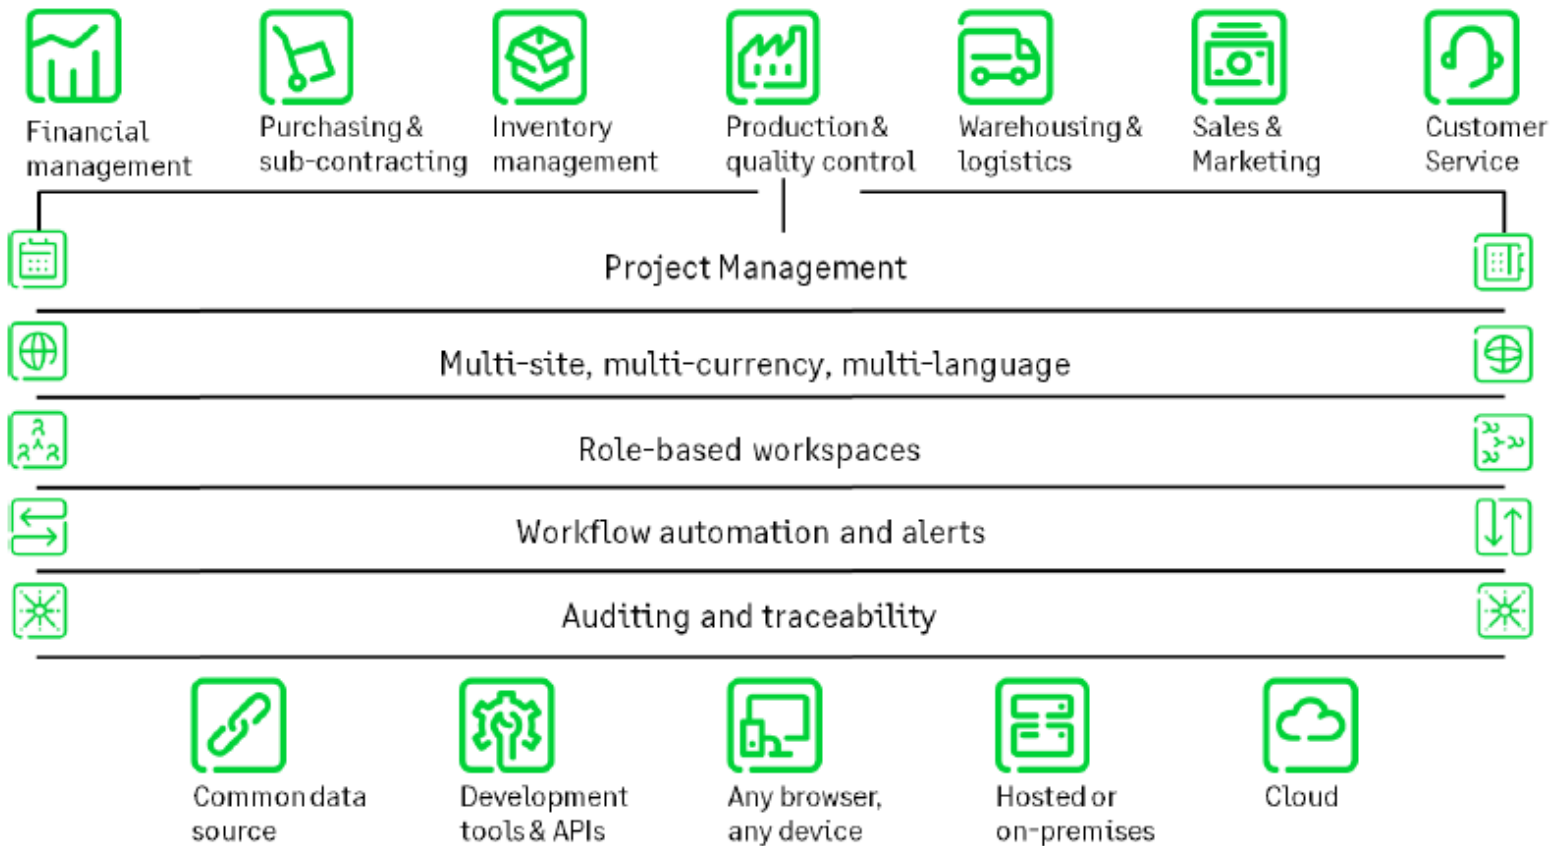 Financial
management
Purchasing &
sub-contracting
Inventory
management
Production &
quality control
Warehousing &
logistics
Sales &
Marketing
Customer
Service
Project Management
Multi-site, multi-currency, multi-language
Role-based workspaces
Workflow automation and alerts
Auditing and traceability
Common data
source
Development
tools & APIs
Any browser,
any device
Hosted or
on-premises
Cloud